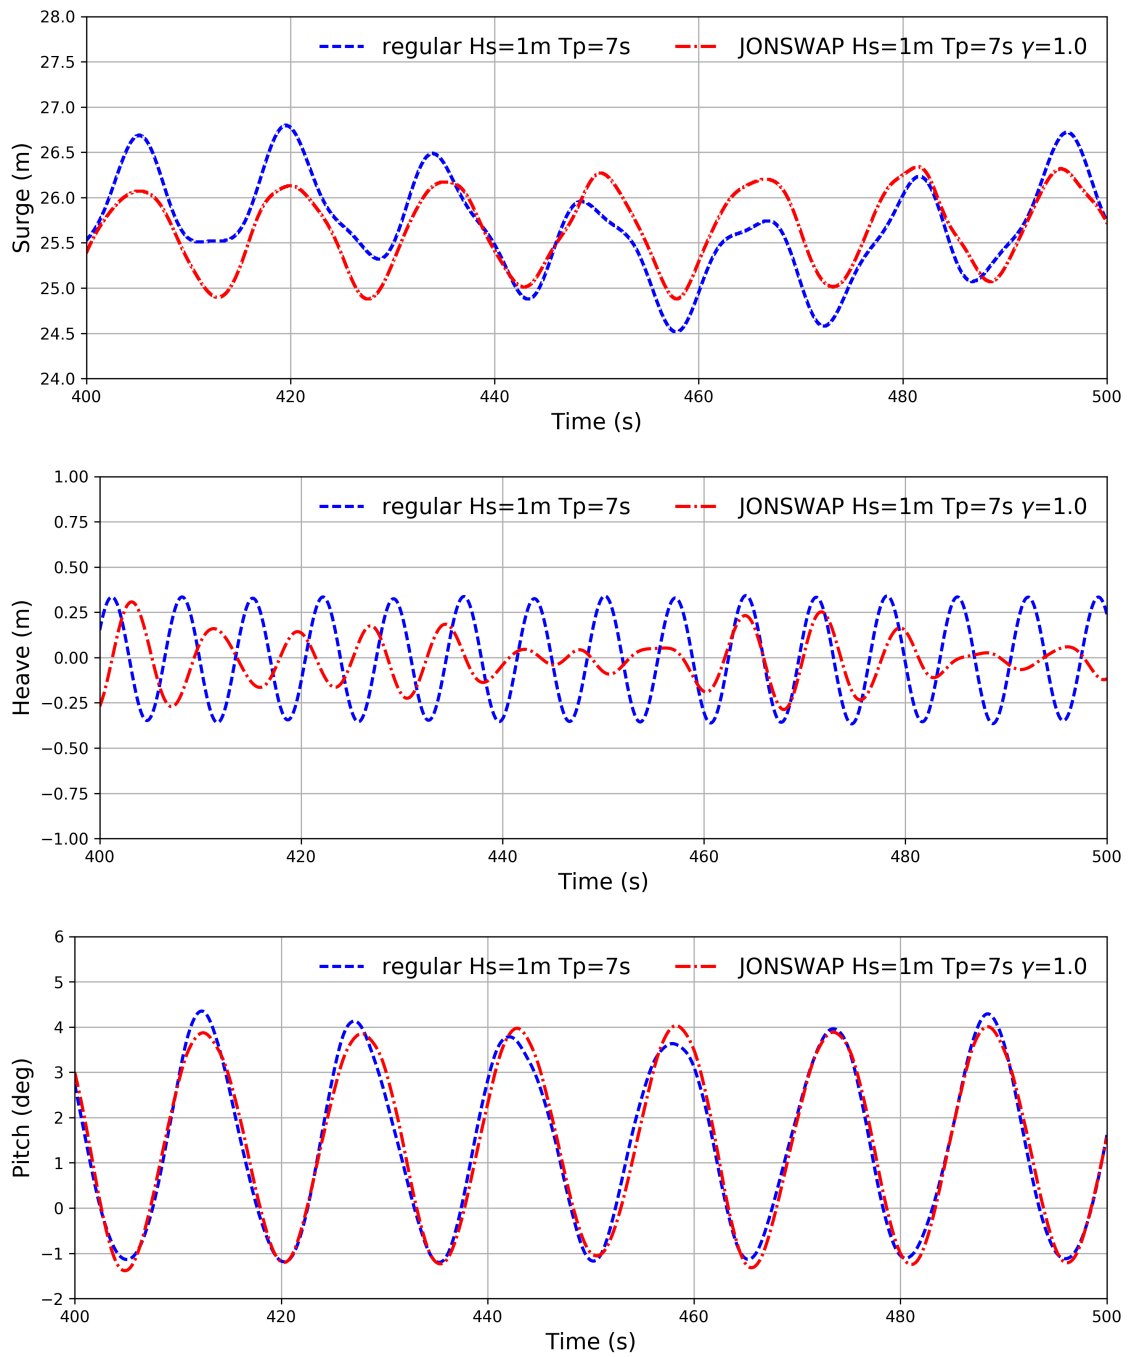 28.0
27.5
27.0
26.5
26.0
25.5
25.0
24.5
24.0
Surge (m)
regular Hs=1m Tp=7s
JONSWAP Hs=1m Tp=7s γ=1.0
400 420 440 460 480 500
Time (s)
1.00
0.75
0.50
0.25
0.00
−0.25
−0.50
−0.75
−1.00
Heave (m)
regular Hs=1m Tp=7s
JONSWAP Hs=1m Tp=7s γ=1.0
400 420 440 460 480 500
Time (s)
6
5
4
3
2
1
0
−1
−2
Pitch (deg)
regular Hs=1m Tp=7s
JONSWAP Hs=1m Tp=7s γ=1.0
400 420 440 460 480 500
Time (s)